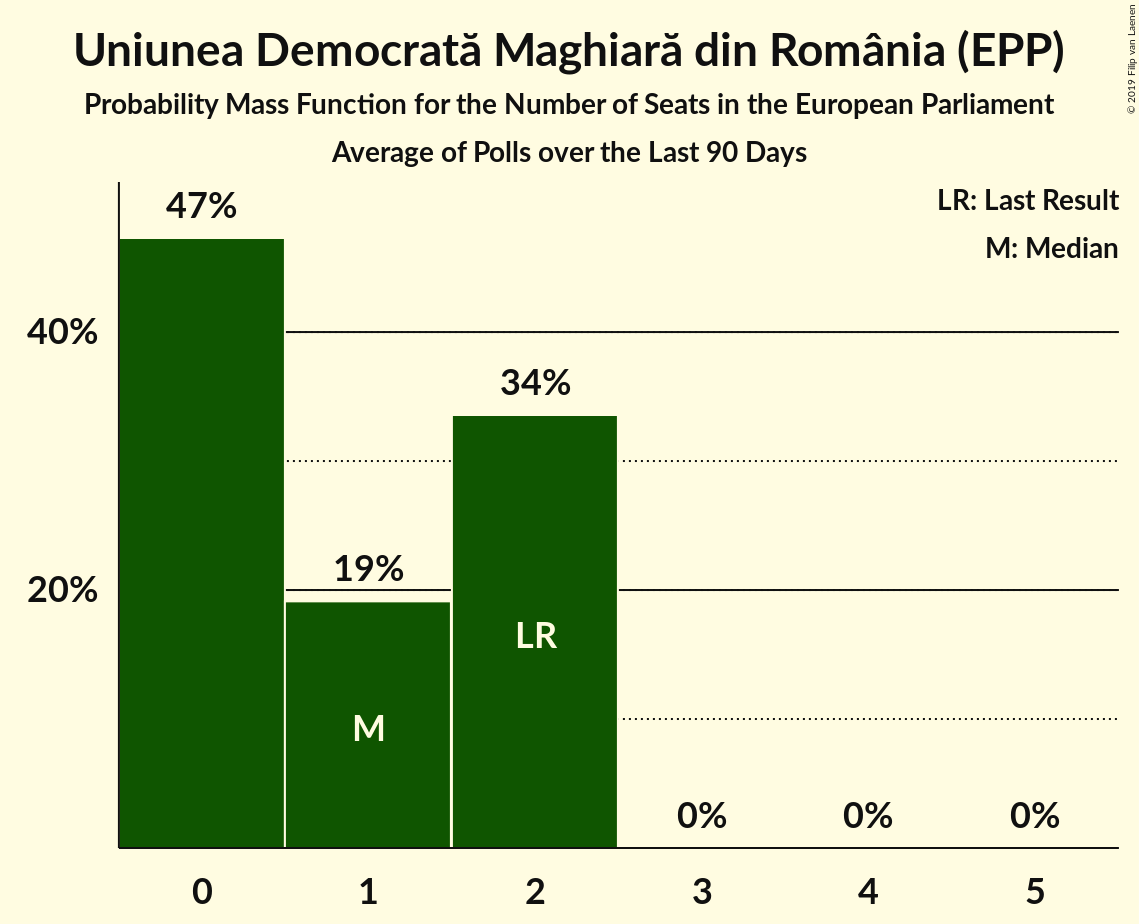 Uniunea Democrată Maghiară din România (EPP)
Probability Mass Function for the Number of Seats in the European Parliament
Average of Polls over the Last 90 Days
© 2019 Filip van Laenen
LR: Last Result
M: Median
47%
40%
34%
20%
19%
LR
M
0%
0%
0%
0
1
2
3
4
5